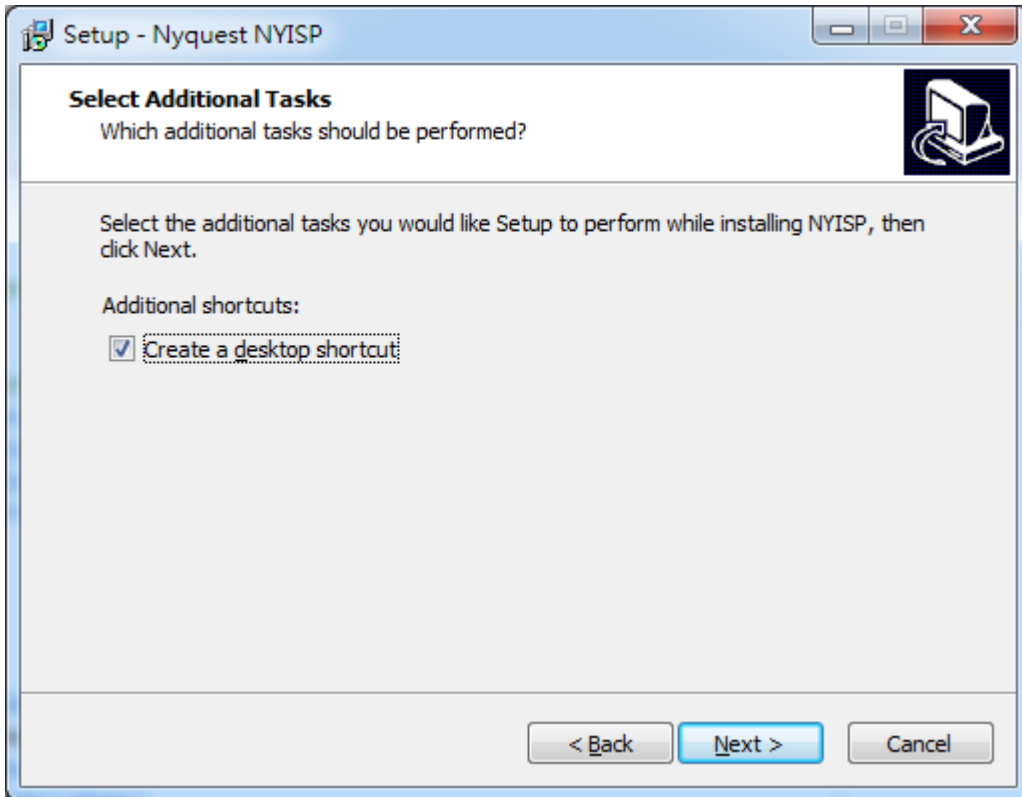 Setup - Nyquest NYISP
Select Additional Tasks
Which additional tasks should be performed?
Select the additional tasks you would like Setup to perform while installing NYISP, then
click Next.
Additional shortcuts:
Create a desktop shortcut
< Back
Next >
Cancel